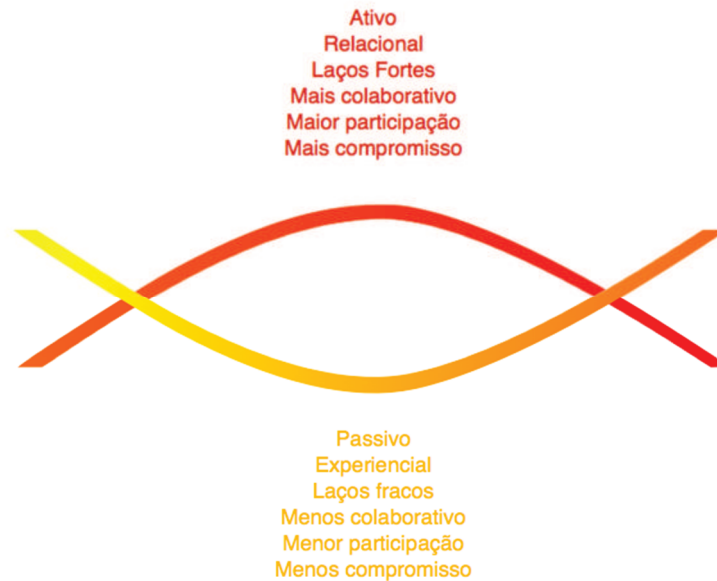 Ativo
Relacional
Laços Fortes
Mais colaborativo
Maior participação
Mais compromisso
Passivo
Experiencial
Laços fracos
Menos colaborativo
Menor participação
Menos compromisso